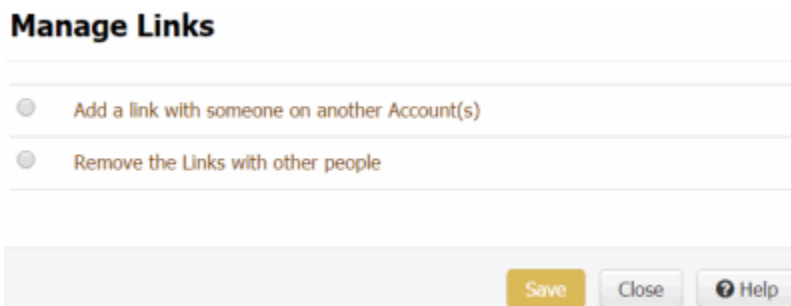 Manage Links
Add a link with someone on another Account(s)
Remove the Links with other people
Save Close Help